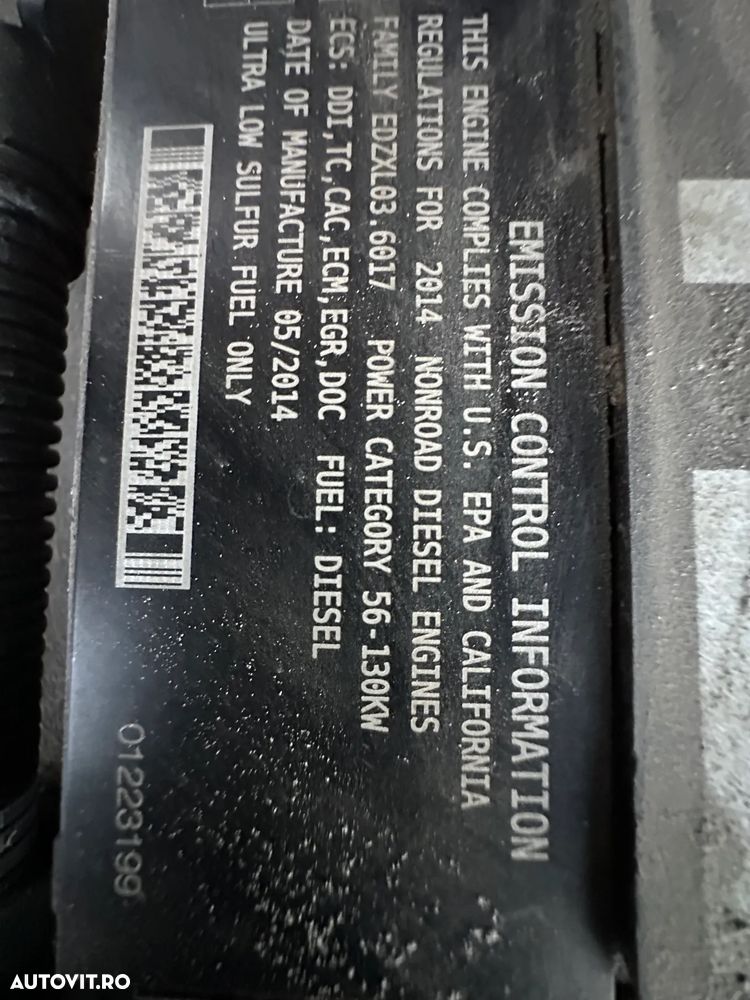 EMISSION CONTROL INFORMATION
THIS ENGINE COMPLIES WITH U.S. EPA AND CALIFORNIA
REGULATIONS FOR 2014 NONROAD DIESEL ENGINES
FAMILY EDZXL03.6017 POWER CATEGORY 56-130KW
ECS: DDI,TC,CAC,ECM,EGR,DOC FUEL: DIESEL
DATE OF MANUFACTURE 05/2014
ULTRA LOW SULFUR FUEL ONLY
01223199
AUTOVIT.RO